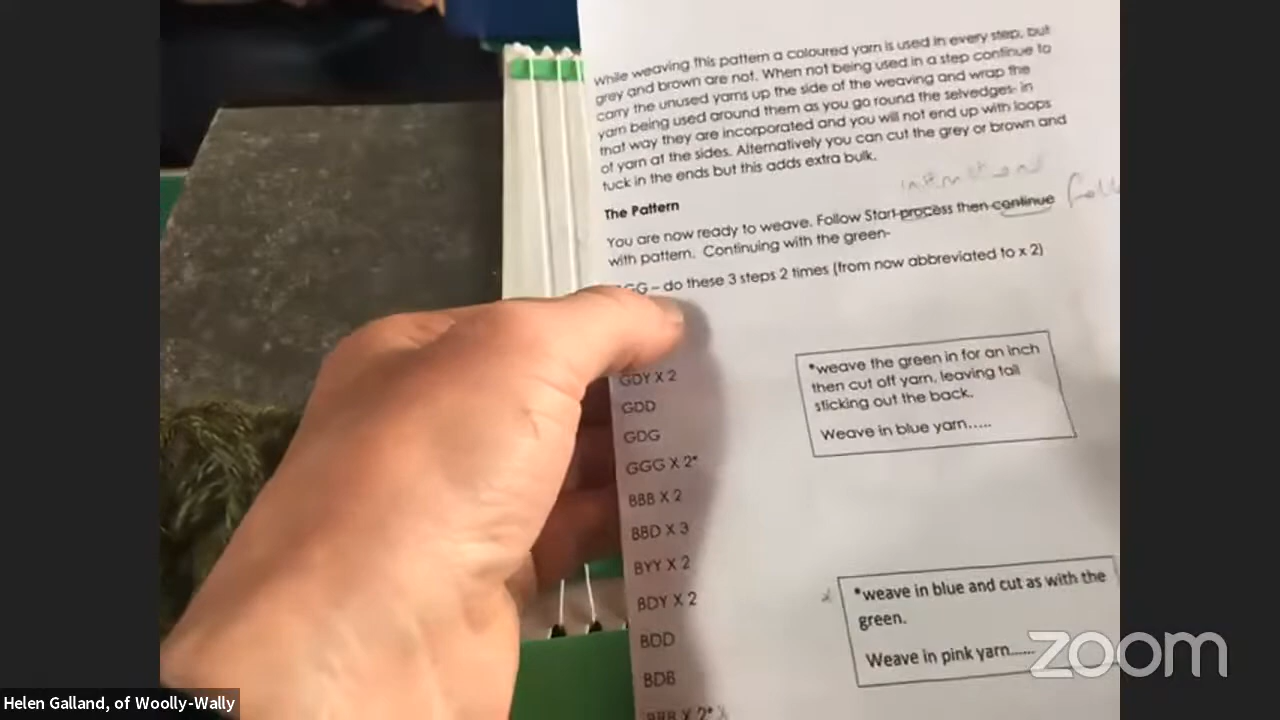 While weaving this pattern a coloured yarn is used in every step, but
grey and brown are not. When not being used in a step continue to
carry the unused yarns up the side of the weaving and wrap the
yarn being used around them as you go round the selvedges- in
that way they are incorporated and you will not end up with loops
of yarn at the sides. Alternatively you can cut the grey or brown and
tuck in the ends but this adds extra bulk.
The Pattern
You are now ready to weave. Follow Start process then continue
with pattern. Continuing with the green-
GG – do these 3 steps 2 times (from now abbreviated to x 2)
GDY X 2
GDD
GDG
GGG X 2*
BBB X 2
BBD X 3
BYY X 2
BDY X 2
BDD
BDB
BBB X 2*
*weave the green in for an inch
then cut off yarn, leaving tail
sticking out the back.
Weave in blue yarn.....
*weave in blue and cut as with the
green.
Weave in pink yarn......
zoom
Helen Galland, of Woolly-Wally